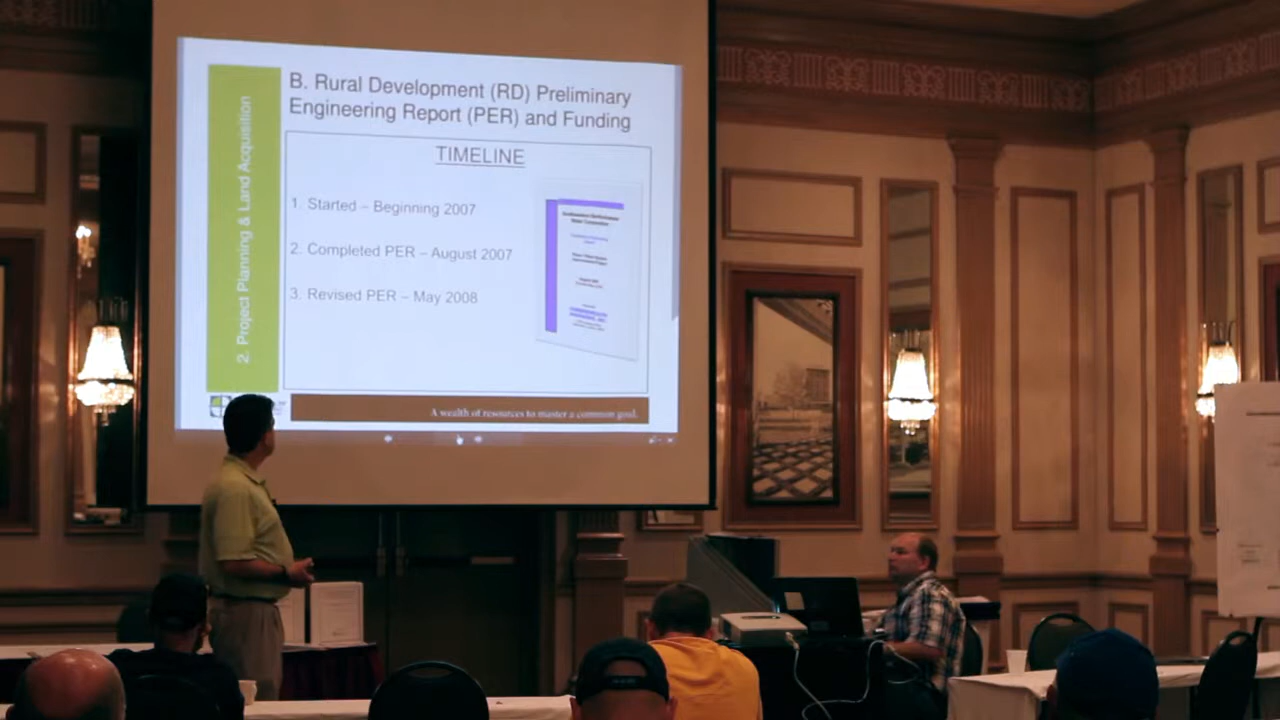 B. Rural Development (RD) Preliminary
Engineering Report (PER) and Funding
2. Project Planning & Land Acquisition
TIMELINE
1. Started – Beginning 2007
2. Completed PER – August 2007
3. Revised PER – May 2008
A wealth of resources to master a common goal.